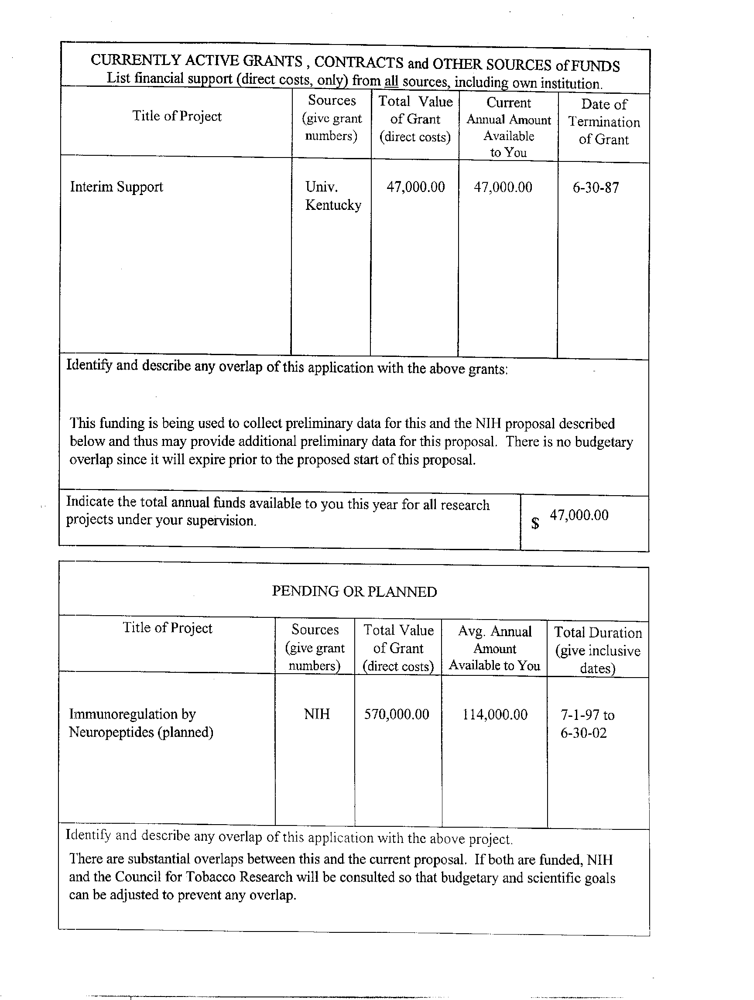 CURRENTLY ACTIVE GRANTS , CONTRACTS and OTHER SOURCES of FUNDS
List financial support (direct costs, only) from all sources, including own institution.
Title of Project
Sources
(give grant
numbers)
Total Value
of Grant
(direct costs)
Current
Annual Amount
Available
to You
Date of
Termination
of Grant
Interim Support
Univ.
Kentucky
47,000.00
47,000.00
6-30-87
Identify and describe any overlap of this application with the above grants:
This funding is being used to collect preliminary data for this and the NIH proposal described
below and thus may provide additional preliminary data for this proposal. There is no budgetary
overlap since it will expire prior to the proposed start of this proposal.
Indicate the total annual funds available to you this year for all research
projects under your supervision.
$ 47,000.00
PENDING OR PLANNED
Title of Project
Sources
(give grant
numbers)
Total Value
of Grant
(direct costs)
Avg. Annual
Amount
Available to You
Total Duration
(give inclusive
dates)
Immunoregulation by
Neuropeptides (planned)
NIH
570,000.00
114,000.00
7-1-97 to
6-30-02
Identify and describe any overlap of this application with the above project.
There are substantial overlaps between this and the current proposal. If both are funded, NIH
and the Council for Tobacco Research will be consulted so that budgetary and scientific goals
can be adjusted to prevent any overlap.